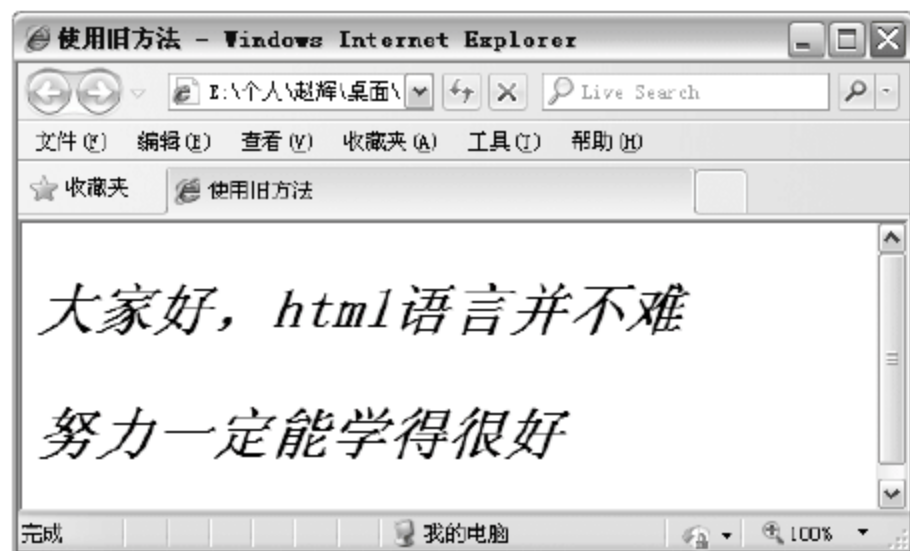 使用旧方法 - Windows Internet Explorer
E:\个人\赵辉\桌面\ Live Search
文件(F) 编辑(E) 查看(V) 收藏夹(A) 工具(T) 帮助(H)
收藏夹 使用旧方法
大家好，html语言并不难
努力一定能学得很好
完成 我的电脑 100%